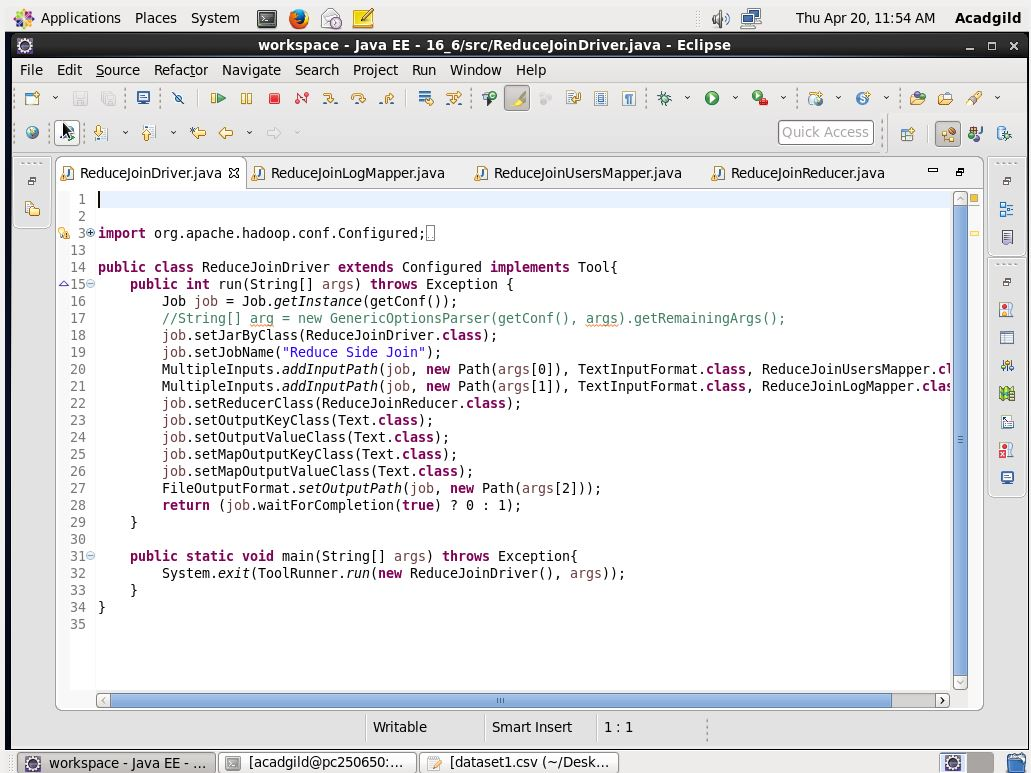 Applications Places System Thu Apr 20, 11:54 AM Acadgild
workspace - Java EE - 16_6/src/ReduceJoinDriver.java - Eclipse
File Edit Source Refactor Navigate Search Project Run Window Help
Quick Access
ReduceJoinDriver.java ReduceJoinLogMapper.java ReduceJoinUsersMapper.java ReduceJoinReducer.java
1
2
3 import org.apache.hadoop.conf.Configured;
13
14 public class ReduceJoinDriver extends Configured implements Tool{
15 public int run(String[] args) throws Exception {
16 Job job = Job.getInstance(getConf());
17 //String[] arg = new GenericOptionsParser(getConf(), args).getRemainingArgs();
18 job.setJarByClass(ReduceJoinDriver.class);
19 job.setJobName("Reduce Side Join");
20 MultipleInputs.addInputPath(job, new Path(args[0]), TextInputFormat.class, ReduceJoinUsersMapper.cl
21 MultipleInputs.addInputPath(job, new Path(args[1]), TextInputFormat.class, ReduceJoinLogMapper.clas
22 job.setReducerClass(ReduceJoinReducer.class);
23 job.setOutputKeyClass(Text.class);
24 job.setOutputValueClass(Text.class);
25 job.setMapOutputKeyClass(Text.class);
26 job.setMapOutputValueClass(Text.class);
27 FileOutputFormat.setOutputPath(job, new Path(args[2]));
28 return (job.waitForCompletion(true) ? 0 : 1);
29 }
30
31 public static void main(String[] args) throws Exception{
32 System.exit(ToolRunner.run(new ReduceJoinDriver(), args));
33 }
34 }
35
Writable Smart Insert 1 : 1
workspace - Java EE - ... [acadgild@pc250650:... [dataset1.csv (~/Desk...